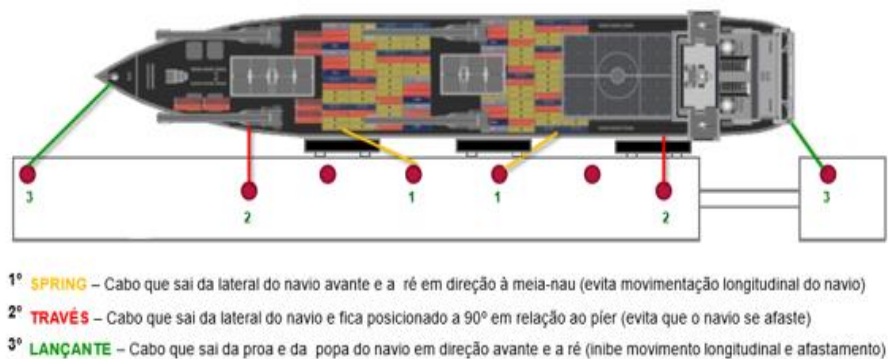 3
2
1
1
2
3
1º SPRING – Cabo que sai da lateral do navio avante e a ré em direção à meia-nau (evita movimentação longitudinal do navio)
2º TRAVÉS – Cabo que sai da lateral do navio e fica posicionado a 90º em relação ao píer (evita que o navio se afaste)
3º LANÇANTE – Cabo que sai da proa e da popa do navio em direção avante e a ré (inibe movimento longitudinal e afastamento)